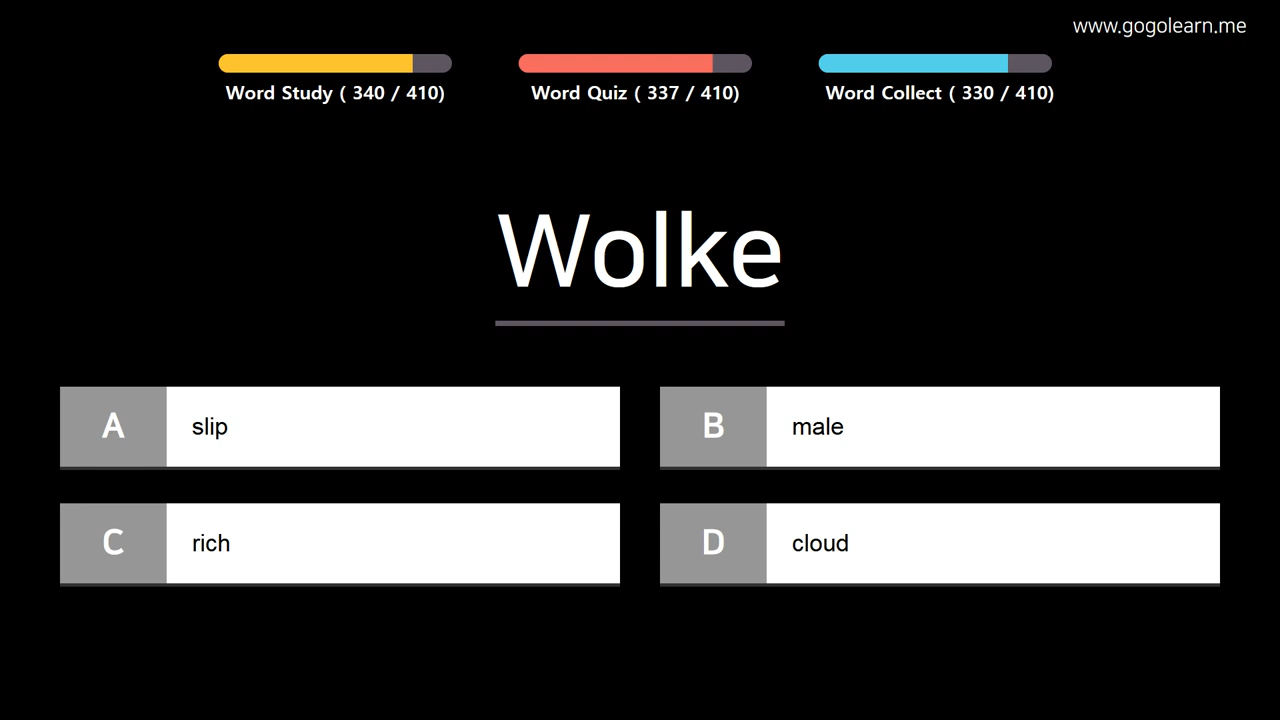 www.gogolearn.me
Word Study ( 340 / 410)
Word Quiz ( 337 / 410)
Word Collect ( 330 / 410)
Wolke
A
slip
B
male
C
rich
D
cloud